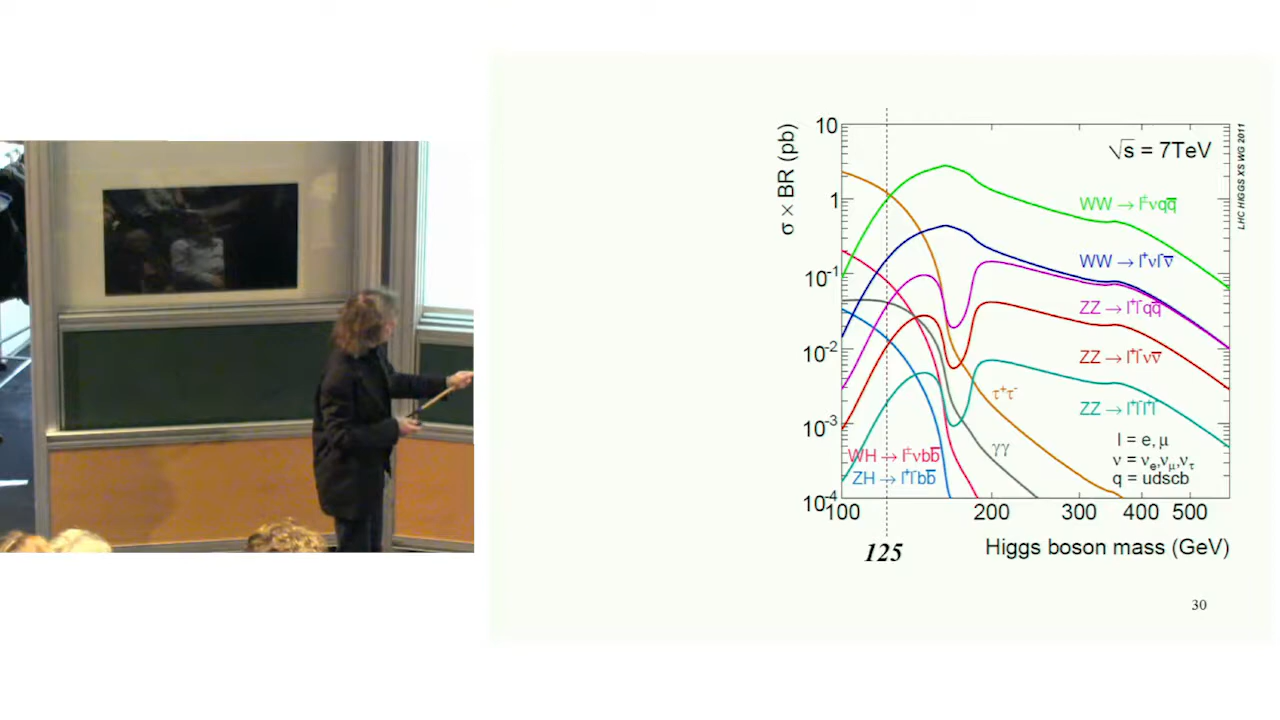 10
1
10-1
10-2
10-3
10-4
σ × BR (pb)
√s = 7TeV
LHC HIGGS XS WG 2011
WW → l±νqq̅
WW → l+νl-ν̅
ZZ → l+l-qq̅
ZZ → l+l-νν̅
ZZ → l+l-l+l-
τ+τ-
γγ
WH → l±νbb̅
ZH → l+l-bb̅
l = e, μ
ν = νe,νμ,ντ
q = udscb
100 200 300 400 500
125
Higgs boson mass (GeV)
30